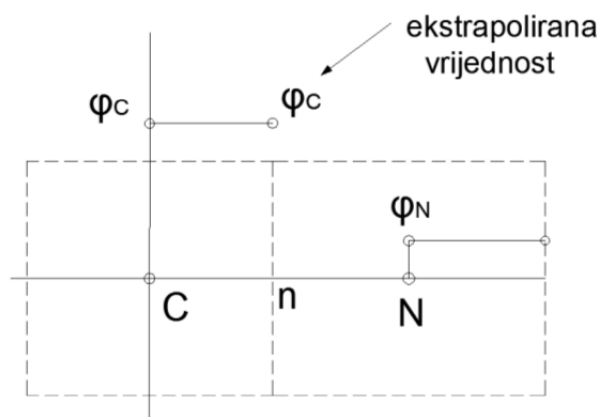 ekstrapolirana
vrijednost
φC
φC
φN
C
n
N